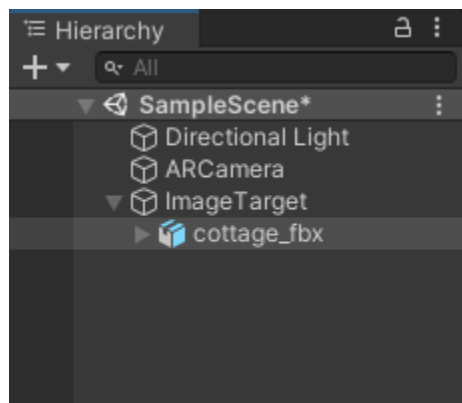 Hierarchy
All
SampleScene*
Directional Light
ARCamera
ImageTarget
cottage_fbx